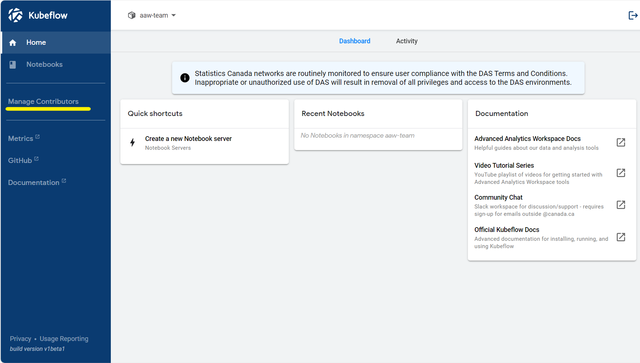 Kubeflow
aaw-team
Home
Notebooks
Manage Contributors
Metrics
GitHub
Documentation
Privacy • Usage Reporting
build version v1beta1
Dashboard
Activity
Statistics Canada networks are routinely monitored to ensure user compliance with the DAS Terms and Conditions.
Inappropriate or unauthorized use of DAS will result in removal of all privileges and access to the DAS environments.
Quick shortcuts
Create a new Notebook server
Notebook Servers
Recent Notebooks
No Notebooks in namespace aaw-team
Documentation
Advanced Analytics Workspace Docs
Helpful guides about our data and analysis tools
Video Tutorial Series
YouTube playlist of videos for getting started with
Advanced Analytics Workspace tools
Community Chat
Slack workspace for discussion/support - requires
sign-up for emails outside @canada.ca
Official Kubeflow Docs
Advanced documentation for installing, running, and
using Kubeflow